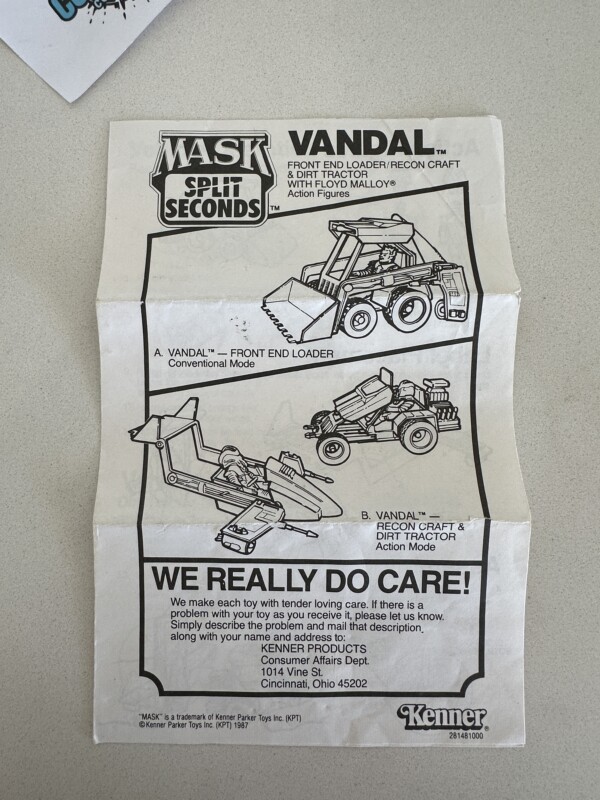 MASK
SPLIT
SECONDS™
VANDAL™
FRONT END LOADER/RECON CRAFT
& DIRT TRACTOR
WITH FLOYD MALLOY®
Action Figures
A. VANDAL™ — FRONT END LOADER
Conventional Mode
B. VANDAL™ —
RECON CRAFT &
DIRT TRACTOR
Action Mode
WE REALLY DO CARE!
We make each toy with tender loving care. If there is a
problem with your toy as you receive it, please let us know.
Simply describe the problem and mail that description,
along with your name and address to:
KENNER PRODUCTS
Consumer Affairs Dept.
1014 Vine St.
Cincinnati, Ohio 45202
"MASK" is a trademark of Kenner Parker Toys Inc. (KPT)
©Kenner Parker Toys Inc. (KPT) 1987
Kenner®
281481000